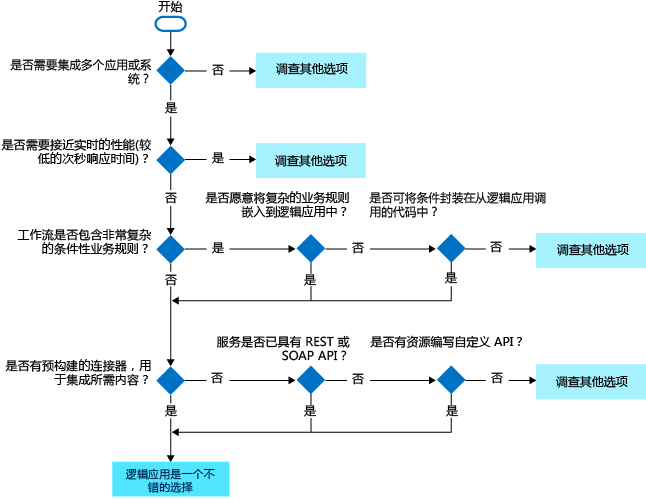 开始
是否需要集成多个应用或系
统？
否
调查其他选项
是
是否需要接近实时的性能(较
低的次秒响应时间)？
是
调查其他选项
否
是否愿意将复杂的业务规则
嵌入到逻辑应用中？
是否可将条件封装在从逻辑应用调
用的代码中？
工作流是否包含非常复杂
的条件性业务规则？
是
否
否
调查其他选项
否
是
是
服务是否已具有 REST 或
SOAP API？
是否有资源编写自定义 API？
是否有预构建的连接器，用
于集成所需内容？
否
否
否
调查其他选项
是
是
是
逻辑应用是一个不
错的选择